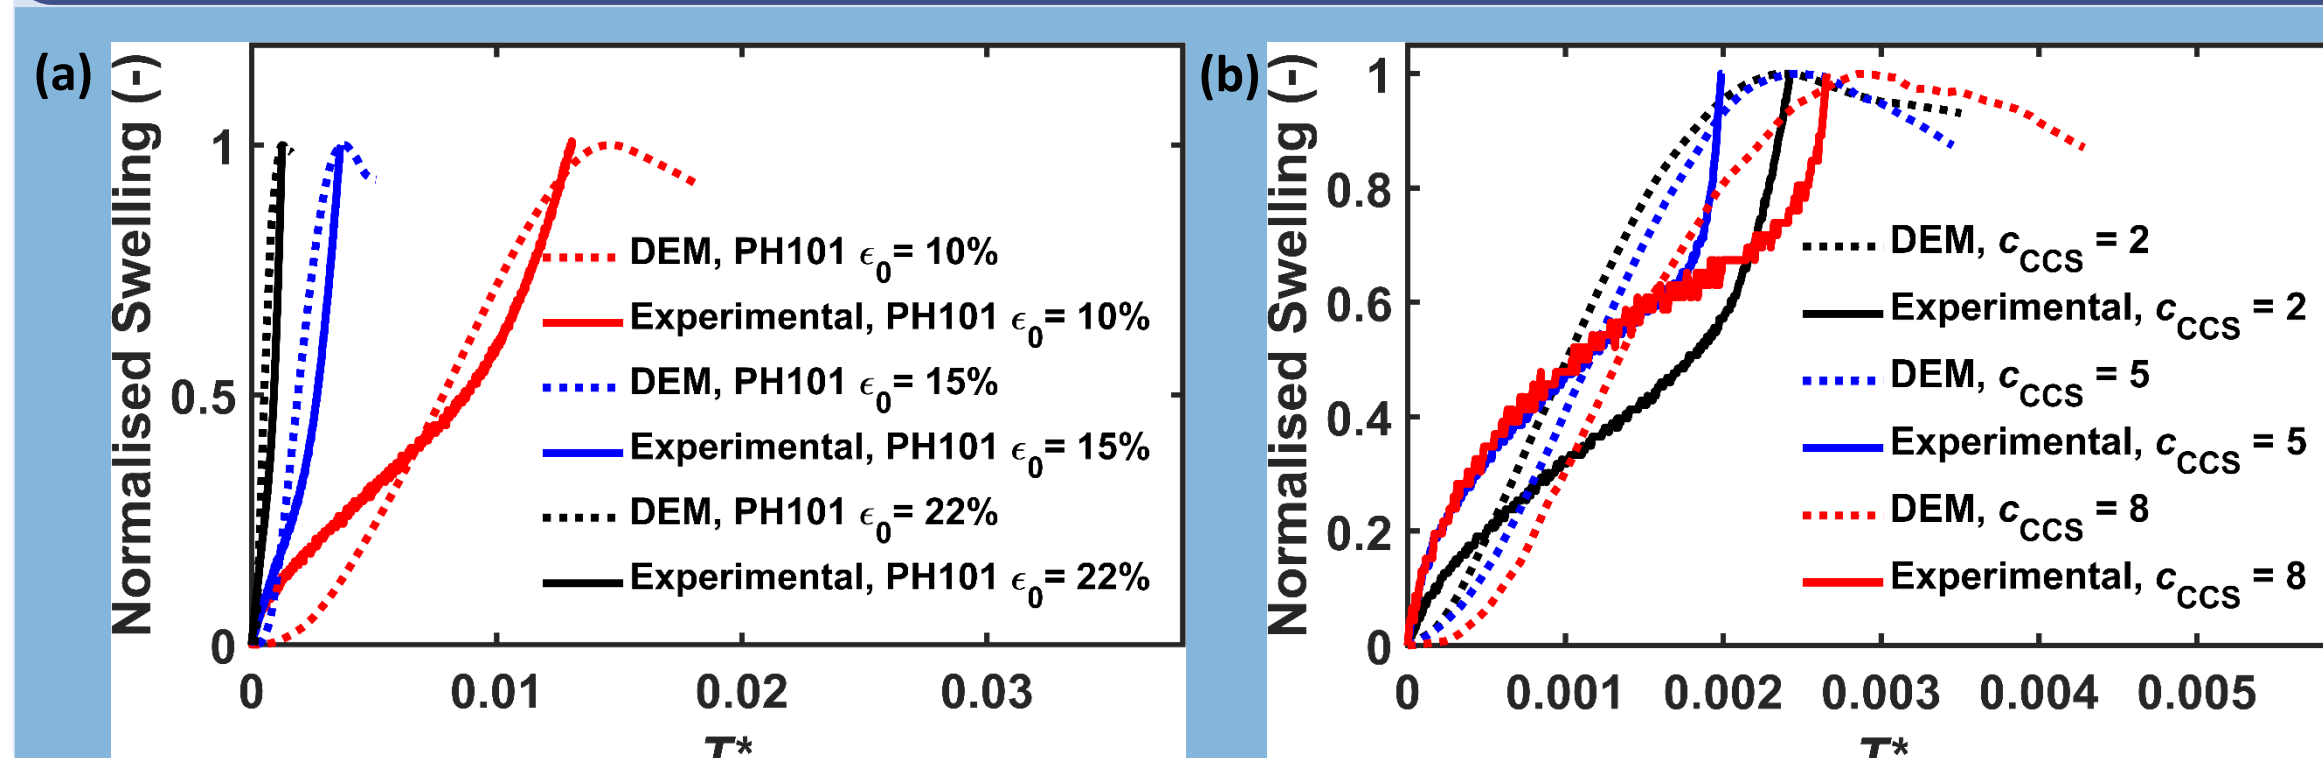 (a)
Normalised Swelling (-)
1
0.5
0
0
0.01
0.02
0.03
T*
DEM, PH101 ϵ0= 10%
Experimental, PH101 ϵ0= 10%
DEM, PH101 ϵ0= 15%
Experimental, PH101 ϵ0= 15%
DEM, PH101 ϵ0= 22%
Experimental, PH101 ϵ0= 22%
(b)
Normalised Swelling (-)
1
0.8
0.6
0.4
0.2
0
0
0.001
0.002
0.003
0.004
0.005
T*
DEM, cCCS = 2
Experimental, cCCS = 2
DEM, cCCS = 5
Experimental, cCCS = 5
DEM, cCCS = 8
Experimental, cCCS = 8